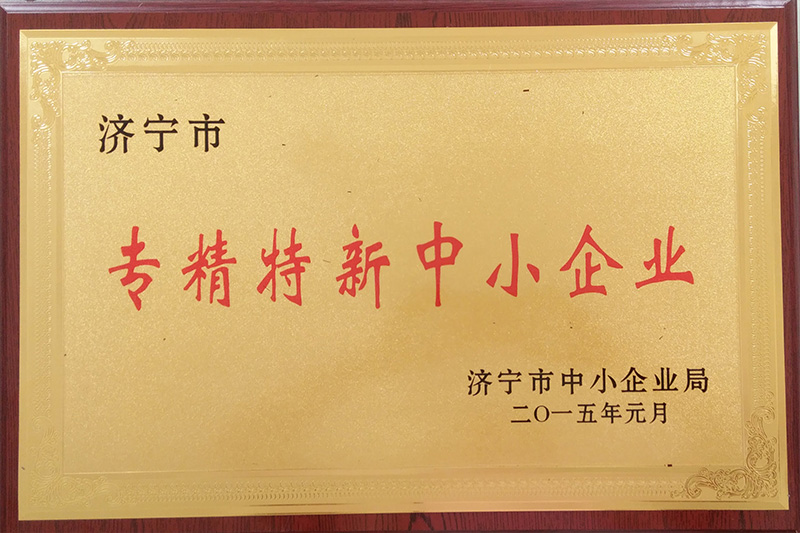 济宁市
专精特新中小企业
济宁市中小企业局
二〇一五年元月